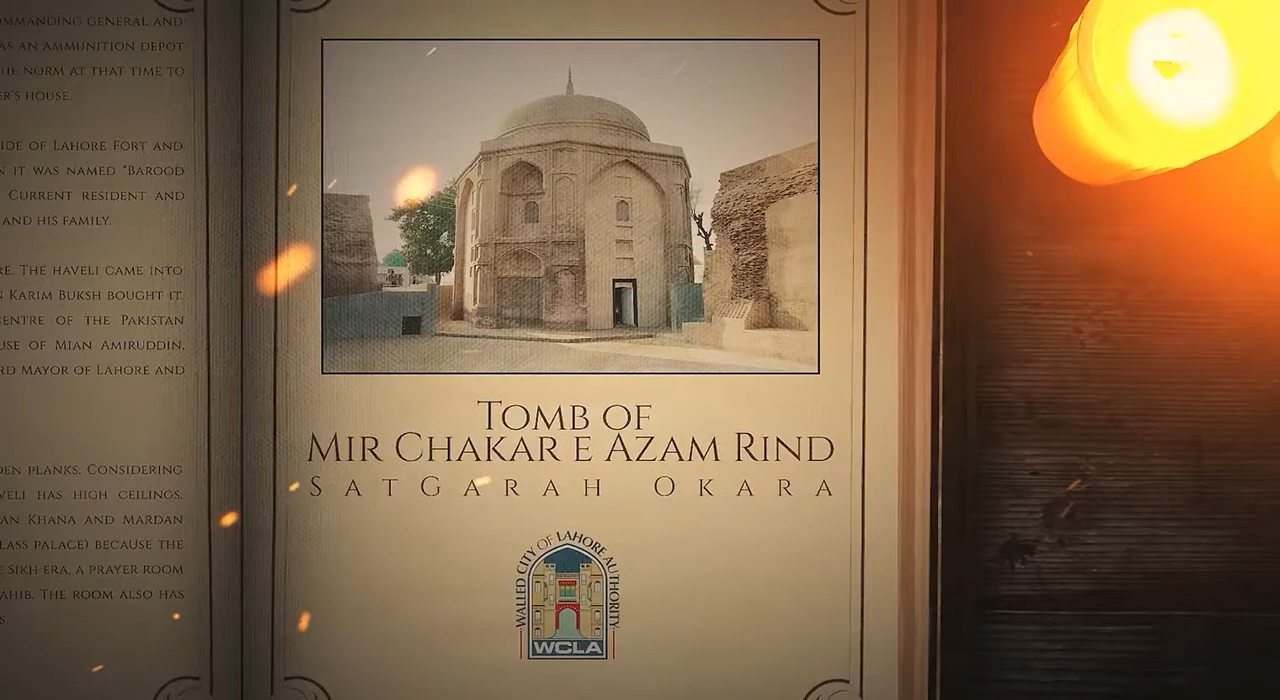 OMMANDING GENERAL AND
AS AN AMMUNITION DEPOT
THE NORM AT THAT TIME TO
ER'S HOUSE.
IDE OF LAHORE FORT AND
N IT WAS NAMED "BAROOD
CURRENT RESIDENT AND
AND HIS FAMILY.
RE. THE HAVELI CAME INTO
N KARIM BUKSH BOUGHT IT.
CENTRE OF THE PAKISTAN
USE OF MIAN AMIRUDDIN,
RD MAYOR OF LAHORE AND
DEN PLANKS. CONSIDERING
VELI HAS HIGH CEILINGS.
AN KHANA AND MARDAN
LASS PALACE) BECAUSE THE
E SIKH ERA, A PRAYER ROOM
AHIB. THE ROOM ALSO HAS
S.
TOMB OF
MIR CHAKAR E AZAM RIND
SATGARAH OKARA
WALLED CITY OF LAHORE AUTHORITY
WCLA